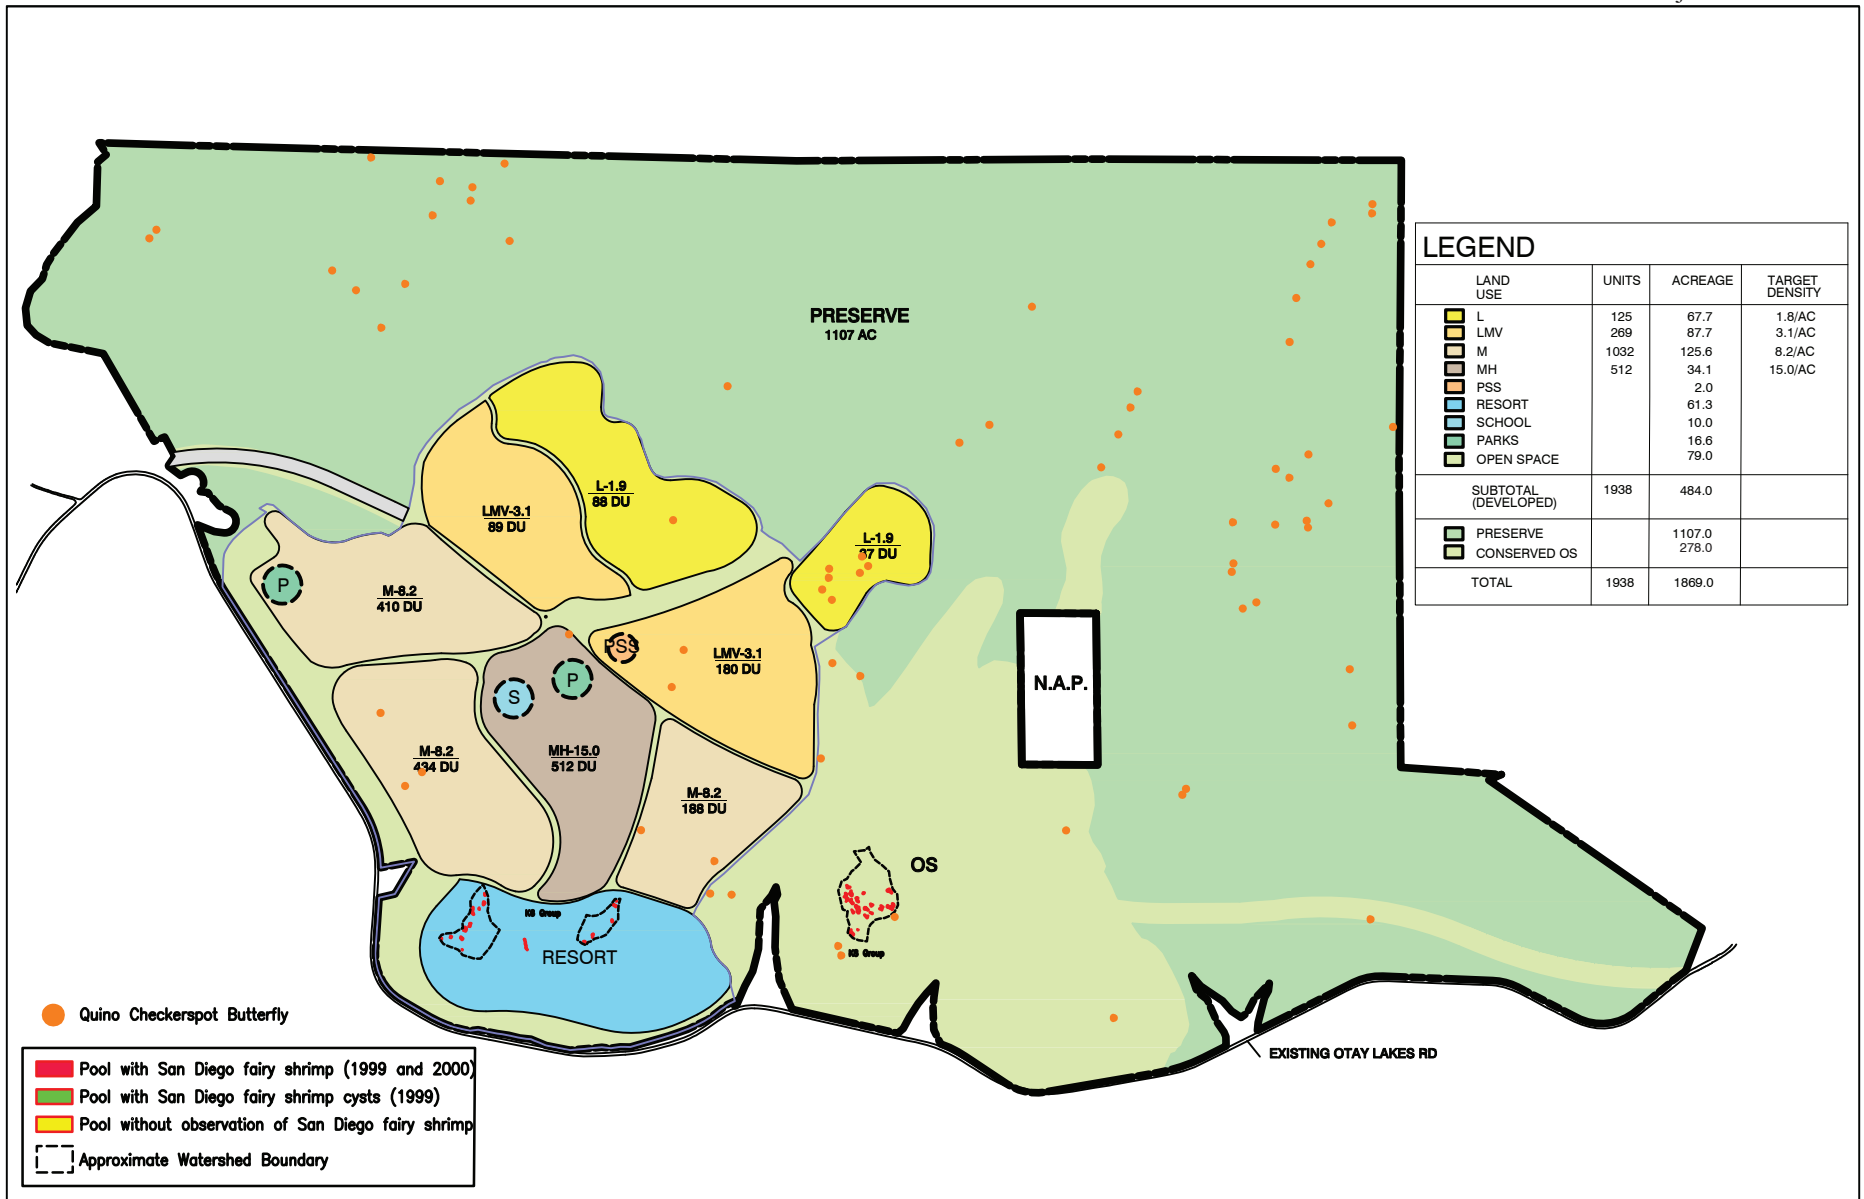 PRESERVE
1107 AC
L-1.9
88 DU
LMV-3.1
89 DU
L-1.9
37 DU
P
M-8.2
410 DU
PSS
LMV-3.1
180 DU
S
P
N.A.P.
M-8.2
434 DU
MH-15.0
512 DU
M-8.2
188 DU
OS
K8 Group
RESORT
EXISTING OTAY LAKES RD
LEGEND
LAND USE UNITS ACREAGE TARGET DENSITY
L 125 67.7 1.8/AC
LMV 269 87.7 3.1/AC
M 1032 125.6 8.2/AC
MH 512 34.1 15.0/AC
PSS 2.0
RESORT 61.3
SCHOOL 10.0
PARKS 16.6
OPEN SPACE 79.0
SUBTOTAL (DEVELOPED) 1938 484.0
PRESERVE 1107.0
CONSERVED OS 278.0
TOTAL 1938 1869.0
Quino Checkerspot Butterfly
Pool with San Diego fairy shrimp (1999 and 2000)
Pool with San Diego fairy shrimp cysts (1999)
Pool without observation of San Diego fairy shrimp
Approximate Watershed Boundary